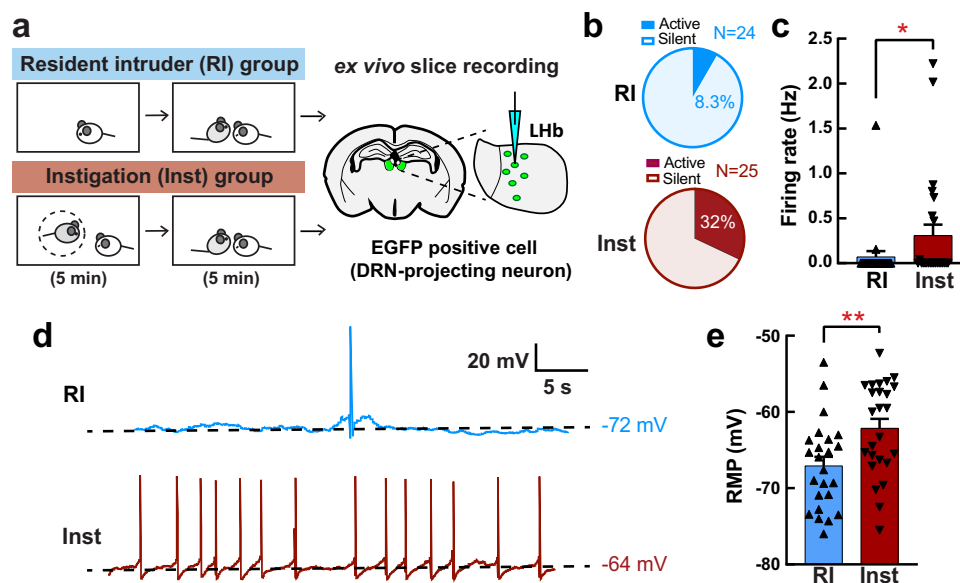 a
Resident intruder (RI) group
ex vivo slice recording
LHb
Instigation (Inst) group
EGFP positive cell
(DRN-projecting neuron)
(5 min)
(5 min)
b
Active
Silent
N=24
RI
8.3%
Active
Silent
N=25
Inst
32%
c
*
Firing rate (Hz)
2.5
2.0
1.5
1.0
0.5
0.0
RI
Inst
d
20 mV
5 s
RI
-72 mV
Inst
-64 mV
e
**
RMP (mV)
-50
-60
-70
-80
RI
Inst